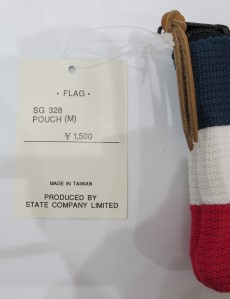 · FLAG ·
SG 328
POUCH (M)
¥1,500
MADE IN TAIWAN
PRODUCED BY
STATE COMPANY LIMITED